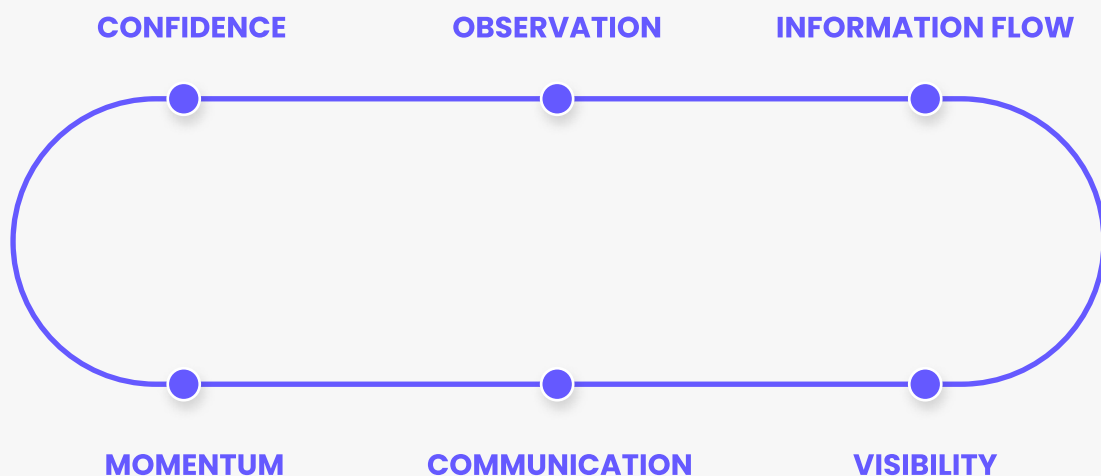 CONFIDENCE
OBSERVATION
INFORMATION FLOW
MOMENTUM
COMMUNICATION
VISIBILITY